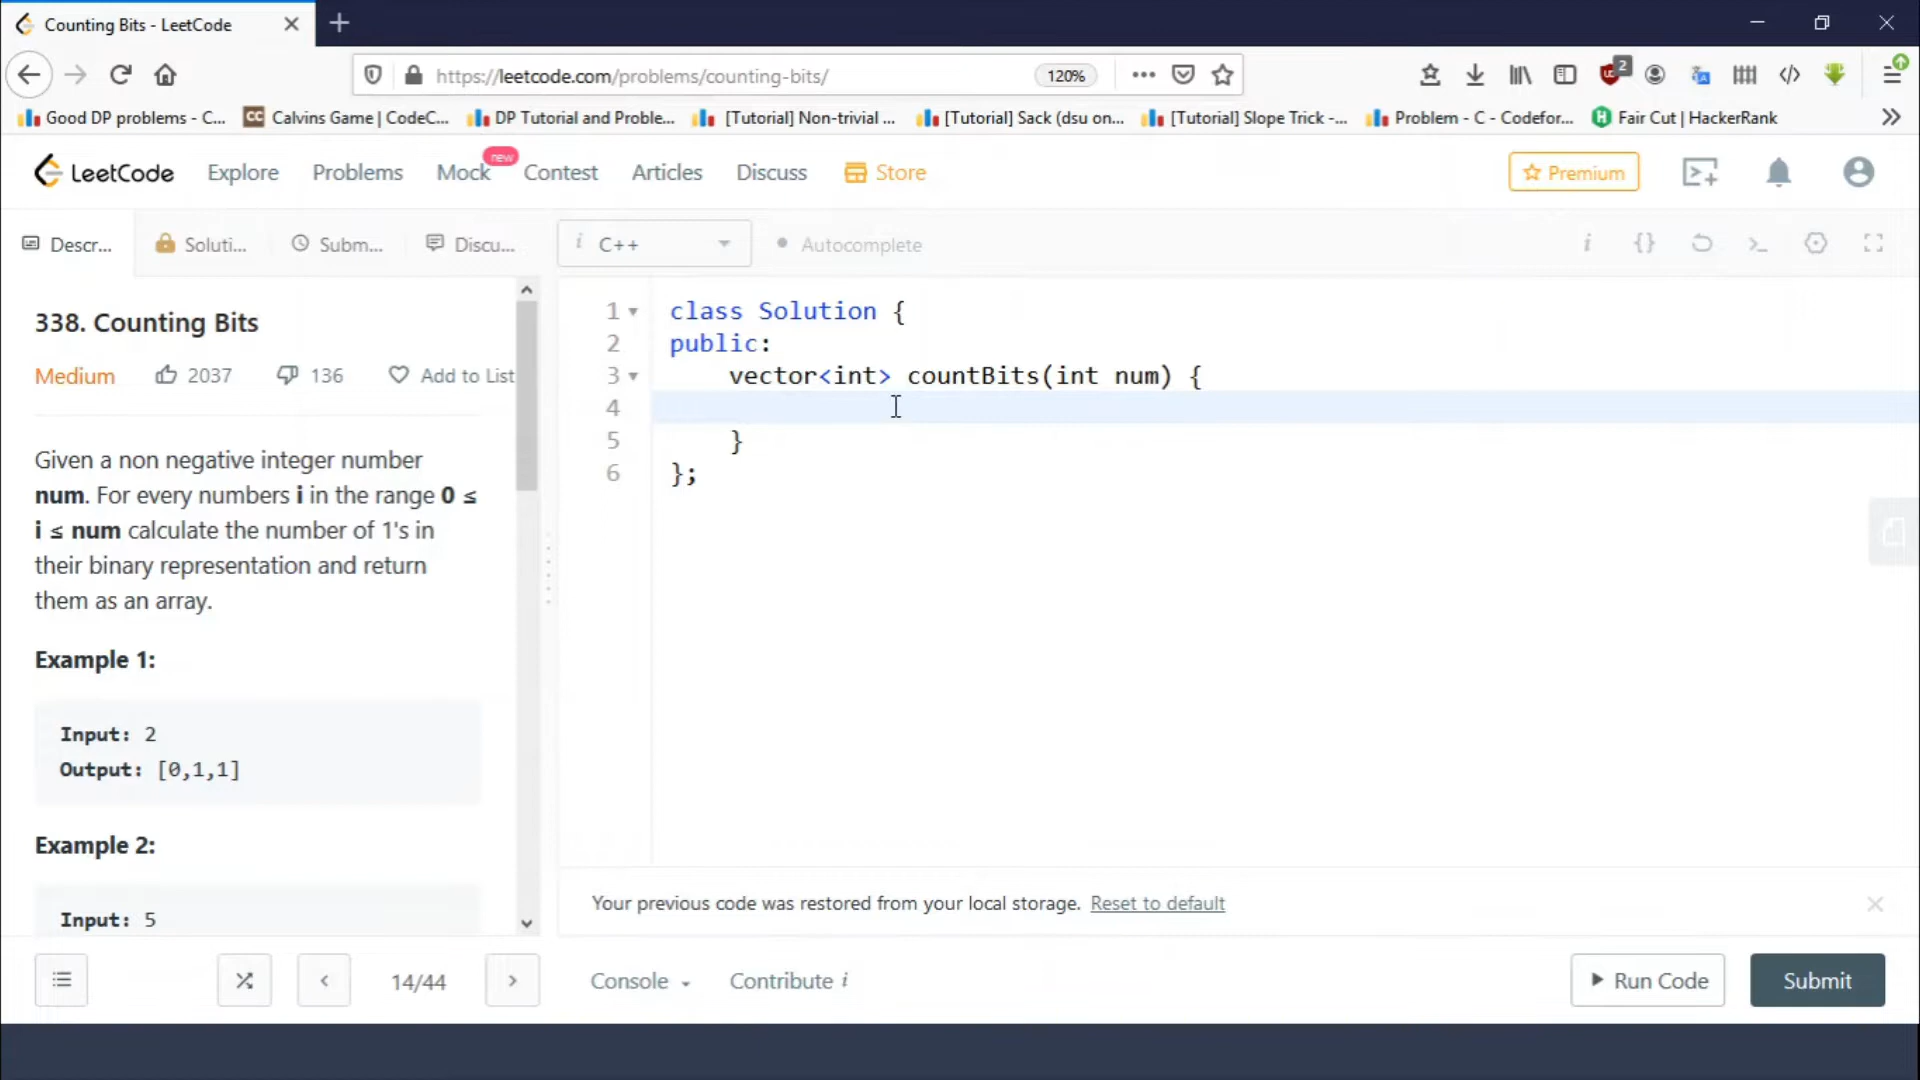 Counting Bits - LeetCode
https://leetcode.com/problems/counting-bits/
120%
2
Good DP problems - C...
CC Calvins Game | CodeC...
DP Tutorial and Proble...
[Tutorial] Non-trivial ...
[Tutorial] Sack (dsu on...
[Tutorial] Slope Trick -...
Problem - C - Codefor...
Fair Cut | HackerRank
LeetCode
Explore
Problems
Mock
new
Contest
Articles
Discuss
Store
Premium
Descr...
Soluti...
Subm...
Discu...
i C++
Autocomplete
i {}
338. Counting Bits
Medium
2037
136
Add to List
Given a non negative integer number
num. For every numbers i in the range 0 ≤
i ≤ num calculate the number of 1's in
their binary representation and return
them as an array.
Example 1:
Input: 2
Output: [0,1,1]
Example 2:
Input: 5
1 class Solution {
2 public:
3 vector<int> countBits(int num) {
4
5 }
6 };
Your previous code was restored from your local storage. Reset to default
14/44
Console
Contribute i
Run Code
Submit